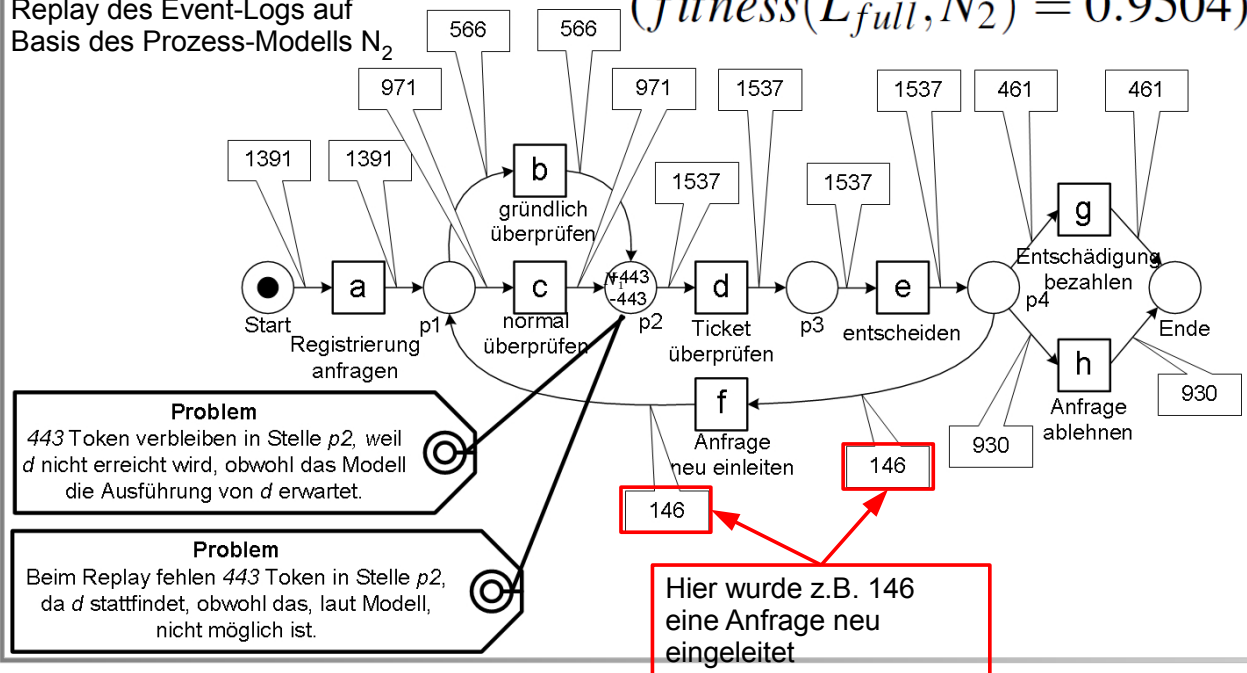 Replay des Event-Logs auf
Basis des Prozess-Modells N2
(fitness(Lfull, N2) = 0.9504)
566
566
971
971
1537
1537
461
461
1391
1391
1537
1537
b
gründlich
überprüfen
g
Entschädigung
bezahlen
a
c
+443
-443
d
e
Start
p1
p2
p3
p4
Ende
Registrierung
anfragen
normal
überprüfen
Ticket
überprüfen
entscheiden
h
Anfrage
ablehnen
930
930
f
Anfrage
neu einleiten
146
146
Problem
443 Token verbleiben in Stelle p2, weil
d nicht erreicht wird, obwohl das Modell
die Ausführung von d erwartet.
Problem
Beim Replay fehlen 443 Token in Stelle p2,
da d stattfindet, obwohl das, laut Modell,
nicht möglich ist.
Hier wurde z.B. 146
eine Anfrage neu
eingeleitet